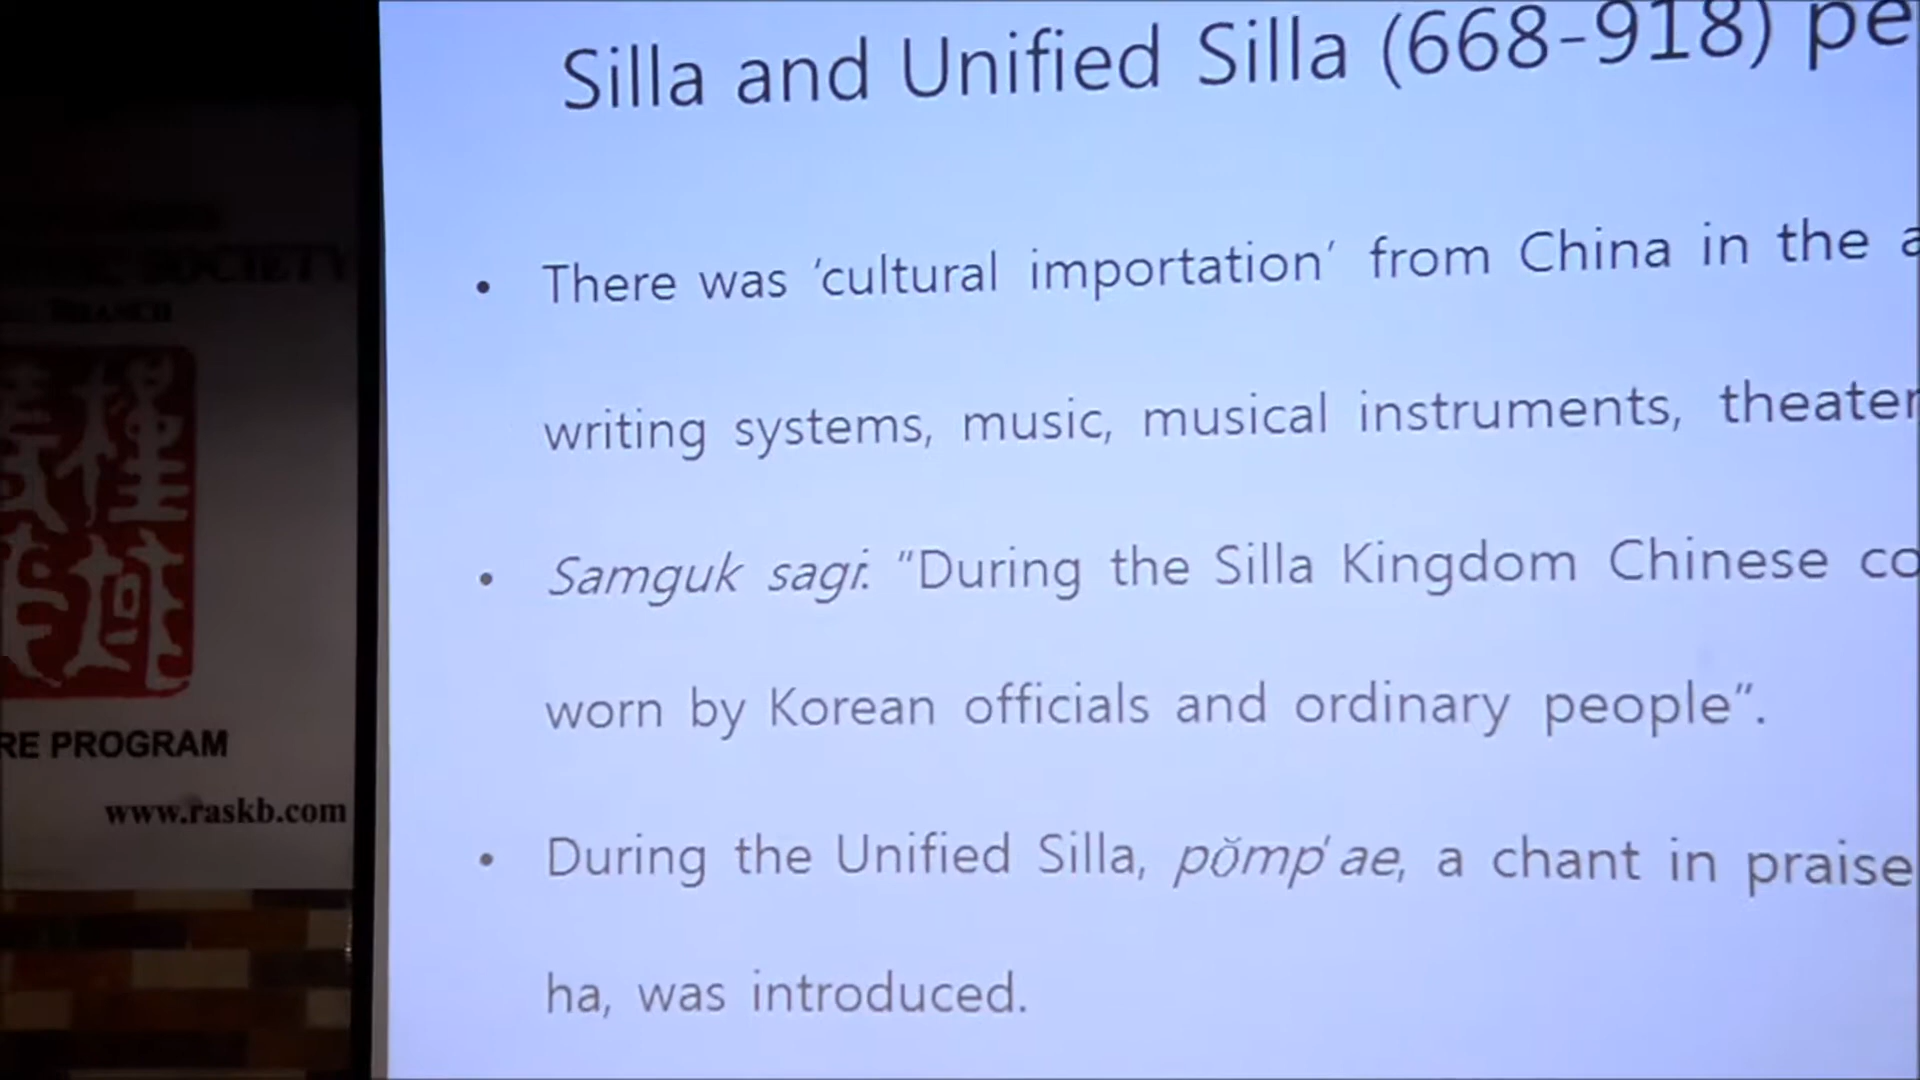 SOCIETY
BRANCH
RE PROGRAM
www.raskb.com
Silla and Unified Silla (668-918) pe
• There was ‘cultural importation’ from China in the a
writing systems, music, musical instruments, theater
• Samguk sagi: "During the Silla Kingdom Chinese co
worn by Korean officials and ordinary people".
• During the Unified Silla, pŏmp'ae, a chant in praise
ha, was introduced.